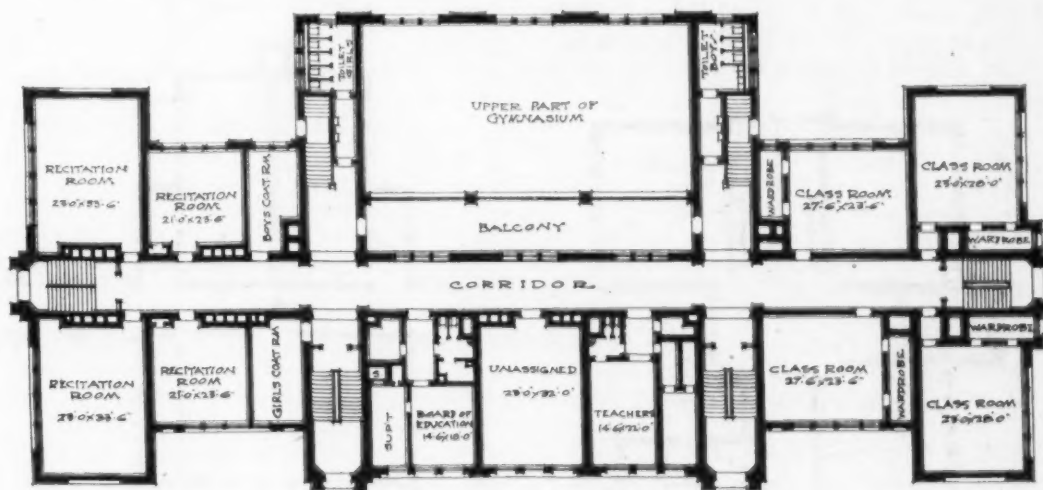 TOILET
GIRLS
TOILET
BOYS
UPPER PART OF
GYMNASIUM
RECITATION
ROOM
23'·0"X33'·6"
RECITATION
ROOM
21'·0"X23'·6"
BOYS COAT RM
BALCONY
WARDROBE
CLASS ROOM
27'·6"X23'·6"
CLASS ROOM
23'·0"X28'·0"
WARDROBE
CORRIDOR
RECITATION
ROOM
23'·0"X33'·6"
RECITATION
ROOM
21'·0"X23'·6"
GIRLS COAT RM
S
SUPT
BOARD OF
EDUCATION
14'·6"X18'·0"
UNASSIGNED
23'·0"X32'·0"
TEACHERS
14'·6"X22'·0"
CLASS ROOM
27'·6"X23'·6"
WARDROBE
WARDROBE
CLASS ROOM
23'·0"X28'·0"